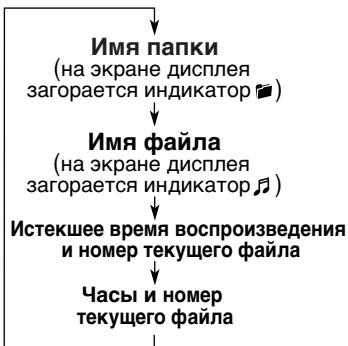 Имя папки
(на экране дисплея
загорается индикатор )
Имя файла
(на экране дисплея
загорается индикатор )
Истекшее время воспроизведения
и номер текущего файла
Часы и номер
текущего файла